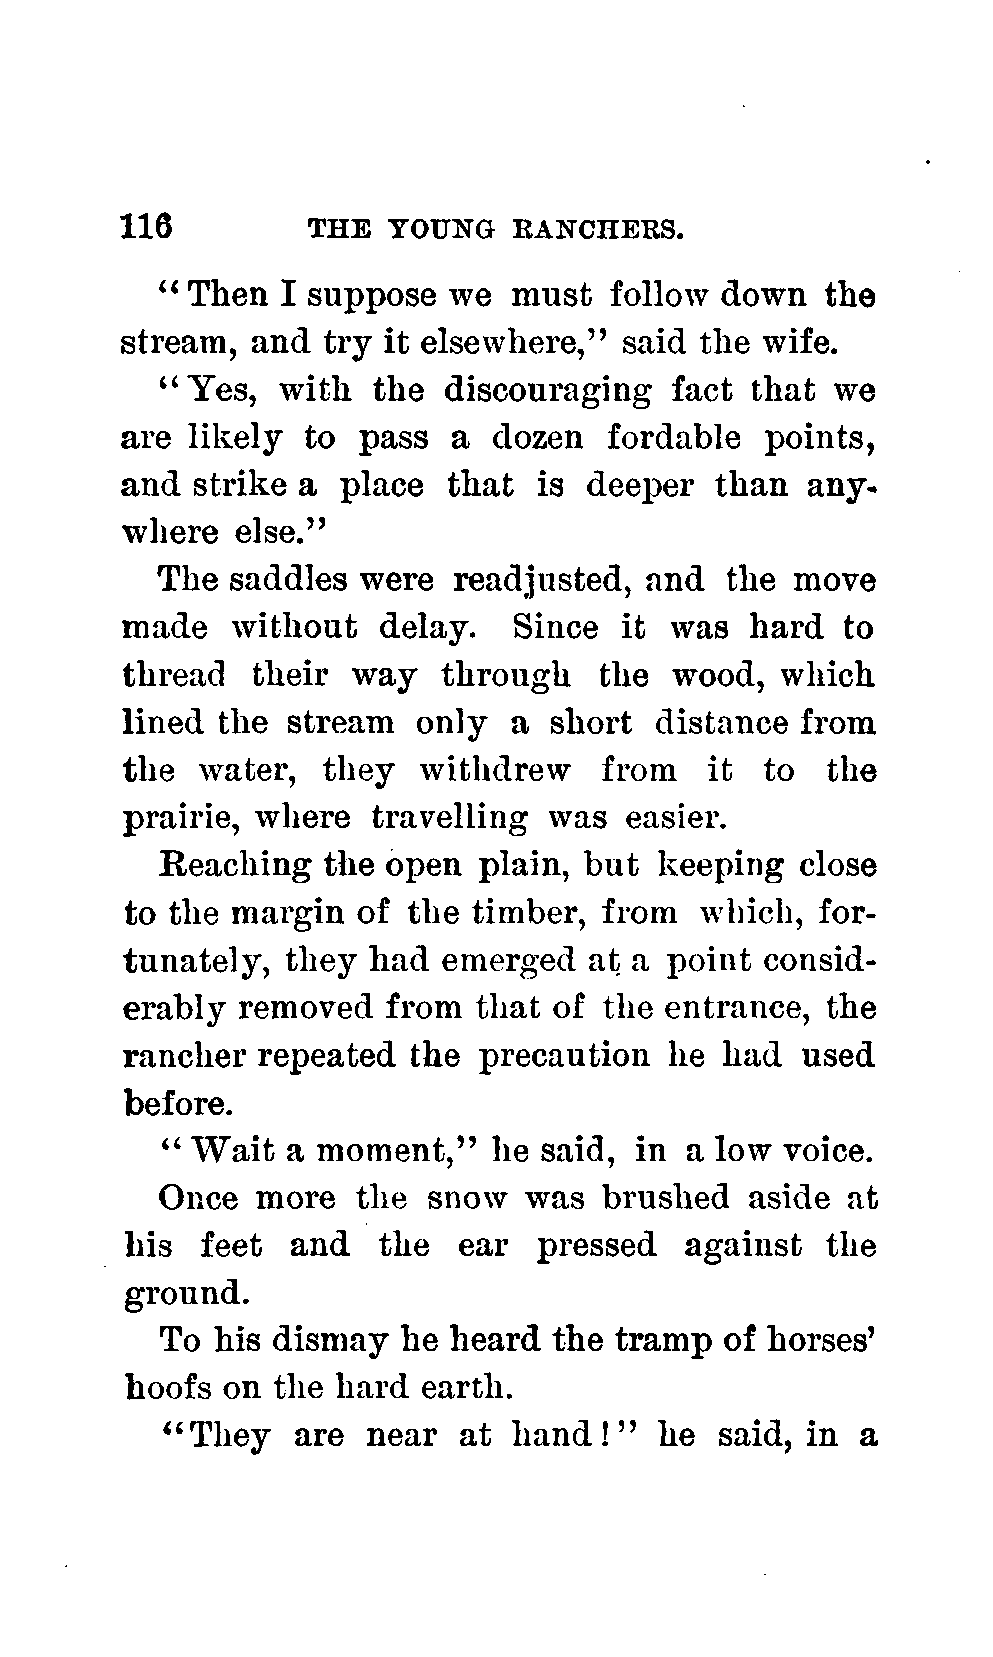 116 THE YOUNG RANCHERS.
“Then I suppose we must follow down the
stream, and try it elsewhere,” said the wife.
“Yes, with the discouraging fact that we
are likely to pass a dozen fordable points,
and strike a place that is deeper than any-
where else.”
The saddles were readjusted, and the move
made without delay. Since it was hard to
thread their way through the wood, which
lined the stream only a short distance from
the water, they withdrew from it to the
prairie, where travelling was easier.
Reaching the open plain, but keeping close
to the margin of the timber, from which, for-
tunately, they had emerged at a point consid-
erably removed from that of the entrance, the
rancher repeated the precaution he had used
before.
“Wait a moment,” he said, in a low voice.
Once more the snow was brushed aside at
his feet and the ear pressed against the
ground.
To his dismay he heard the tramp of horses’
hoofs on the hard earth.
“They are near at hand!” he said, in a